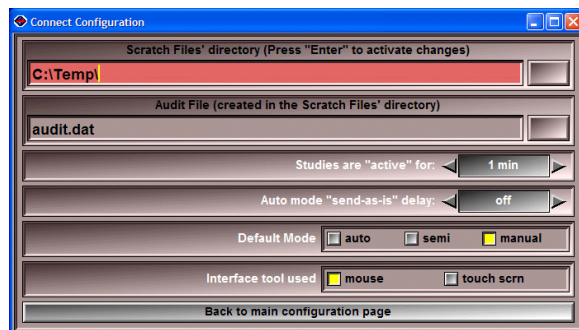 Connect Configuration
Scratch Files' directory (Press "Enter" to activate changes)
C:\Temp\
Audit File (created in the Scratch Files' directory)
audit.dat
Studies are "active" for: 1 min
Auto mode "send-as-is" delay: off
Default Mode auto semi manual
Interface tool used mouse touch scrn
Back to main configuration page